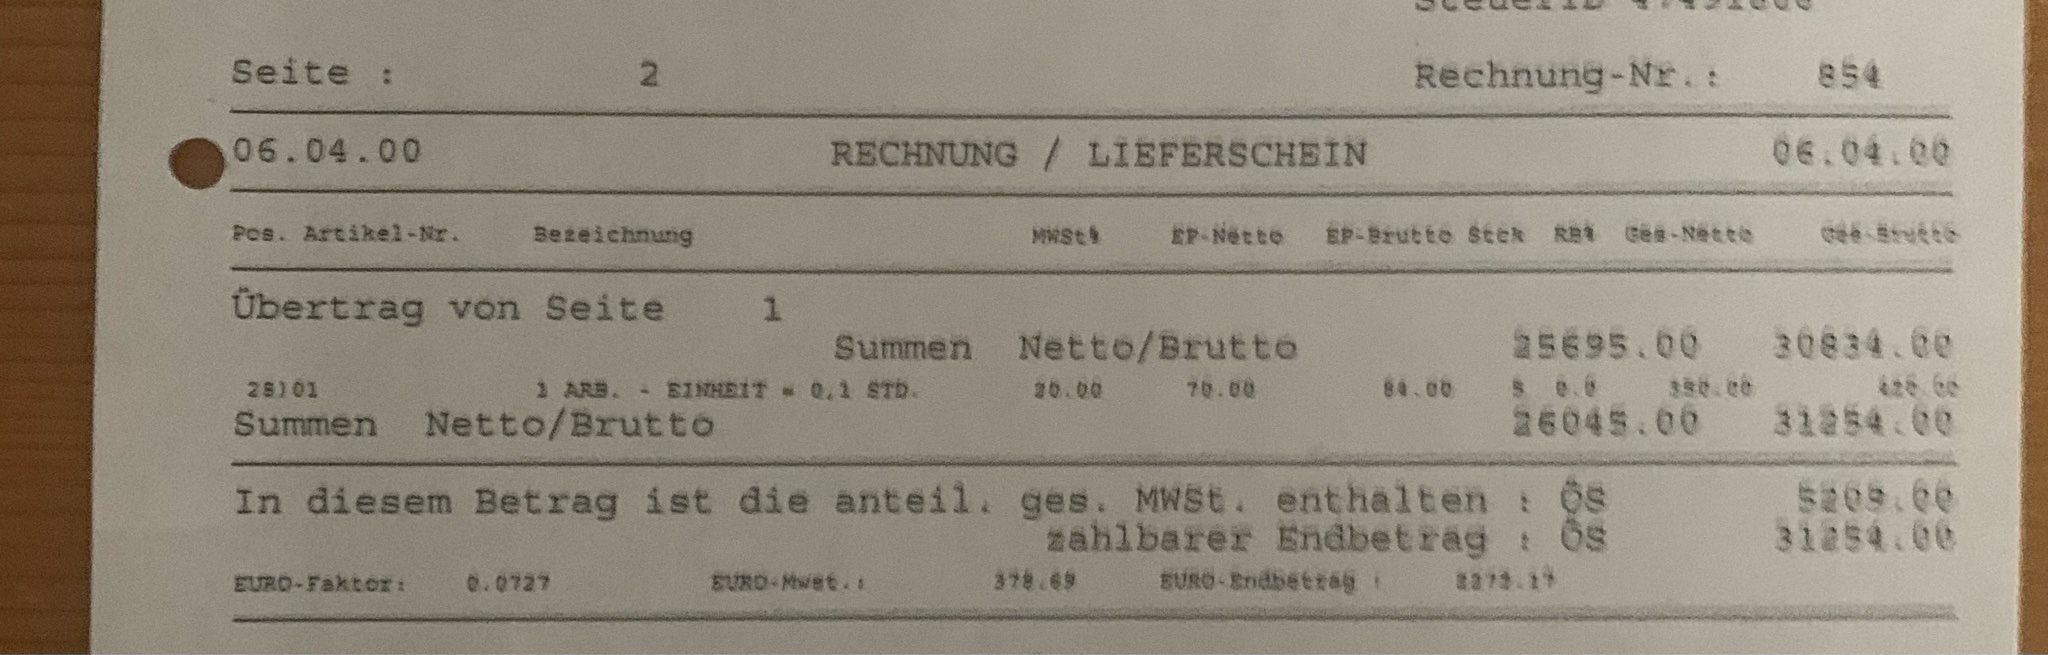 Seite : 2 Rechnung-Nr.: 854
06.04.00 RECHNUNG / LIEFERSCHEIN 06.04.00
Pos. Artikel-Nr. Bezeichnung MWSt% EP-Netto EP-Brutto Stck RB% Ges-Netto Ges-Brutto
Übertrag von Seite 1
Summen Netto/Brutto 25695.00 30834.00
1 ARB. - EINHEIT = 0,1 STD. 20.00 70.00 84.00 5 0.0 350.00 420.00
Summen Netto/Brutto 26045.00 31254.00
In diesem Betrag ist die anteil. ges. MWSt. enthalten : ÖS 5209.00
zahlbarer Endbetrag : ÖS 31254.00
EURO-Faktor: 0.0727 EURO-Mwst.: 378.69 EURO-Endbetrag :